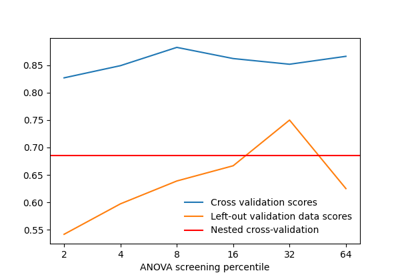 0.85
0.80
0.75
0.70
0.65
0.60
0.55
Cross validation scores
Left-out validation data scores
Nested cross-validation
2 4 8 16 32 64
ANOVA screening percentile